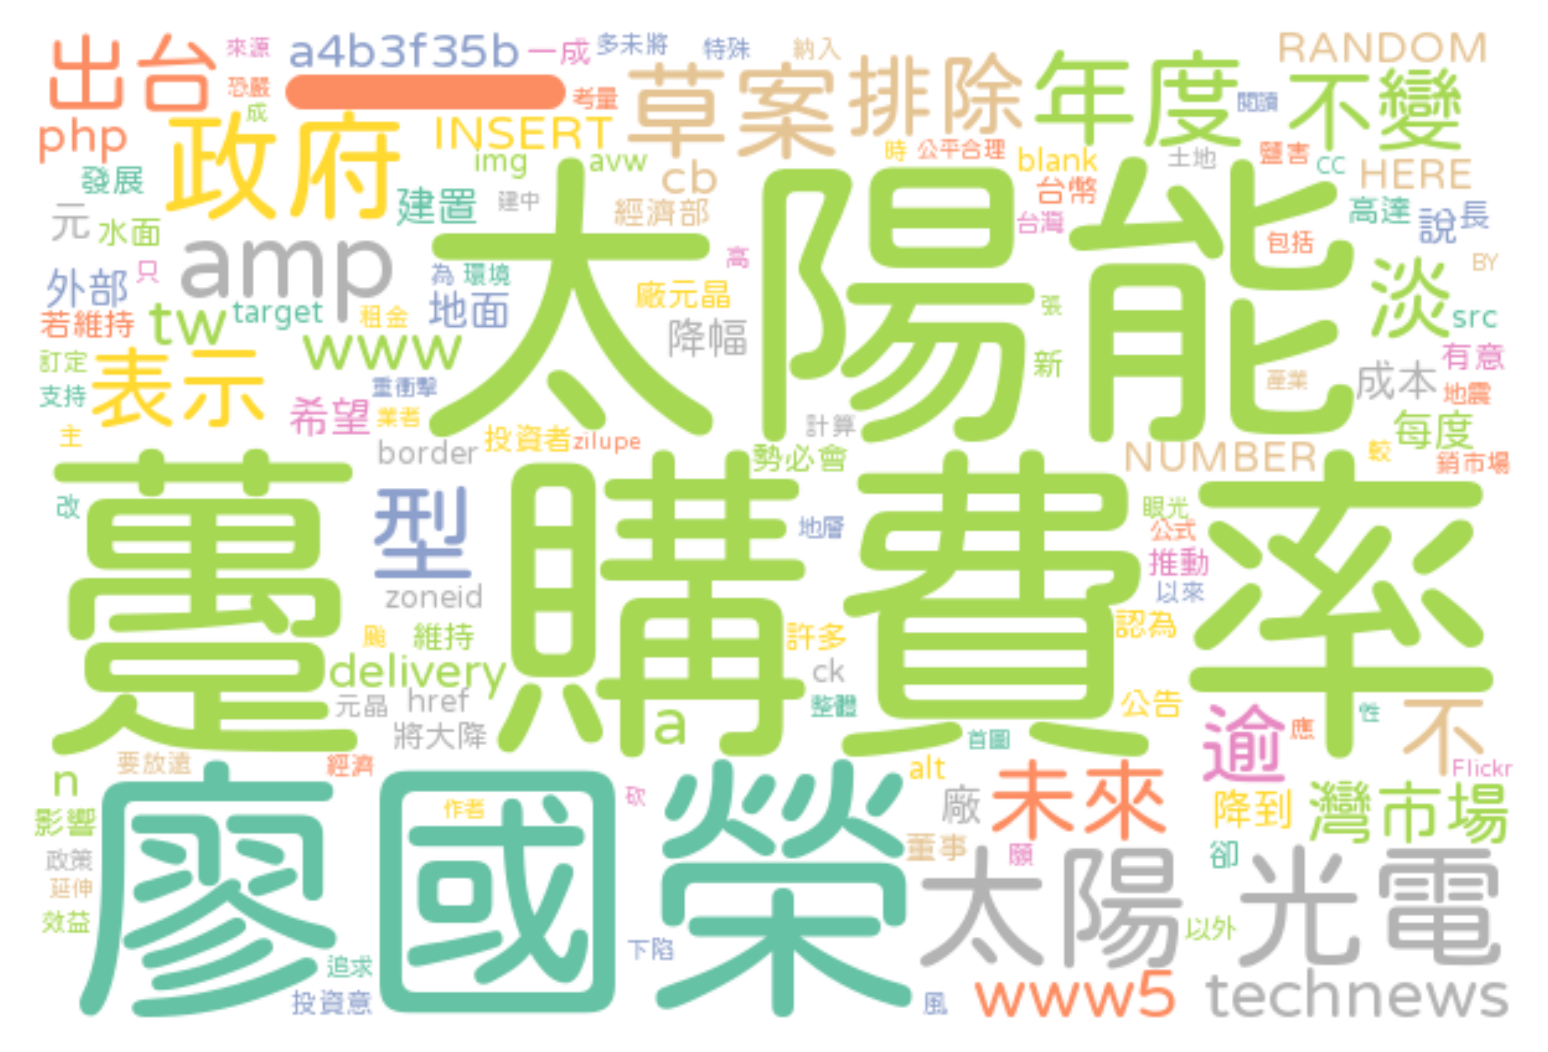 出台
來源
恐嚴
成
a4b3f35b
一成
多未將
特殊
納入
RANDOM
考量
草案
排除
年度
閱讀
不變
php
政府
INSERT
img
avw
時
公平合理
blank
土地
鹽害
cc
HERE
發展
建置
建中
cb
經濟部
台幣
台灣
高達
說
長
元
水面
amp
太陽能
高
包括
BY
外部
只
為
環境
地面
廠元晶
張
淡
src
若維持
tw
target
租金
www
降幅
新
有意
訂定
支持
表示
重衝擊
希望
業者
產業
成本
地震
每度
主
border
投資者
zilupe
計算
勢必會
NUMBER
較
銷市場
躉購費率
改
型
地層
眼光
公式
推動
以來
zoneid
颱
維持
許多
認為
delivery
ck
元晶
href
整體
a
公告
性
將大降
首圖
逾
應
不
Flickr
要放遠
經濟
n
alt
未來
降到
灣市場
影響
廖國榮
作者
砍
廠
董事
願
卻
政策
延伸
太陽
光電
效益
以外
追求
下陷
投資意
風
www5
technews